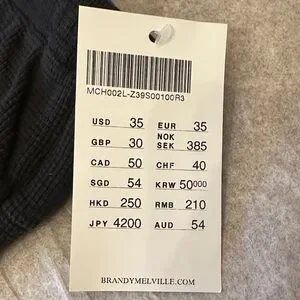 MCH002L-Z39S00100R3
USD 35 EUR 35
GBP 30 NOK SEK 385
CAD 50 CHF 40
SGD 54 KRW 50000
HKD 250 RMB 210
JPY 4200 AUD 54
BRANDYMELVILLE.COM